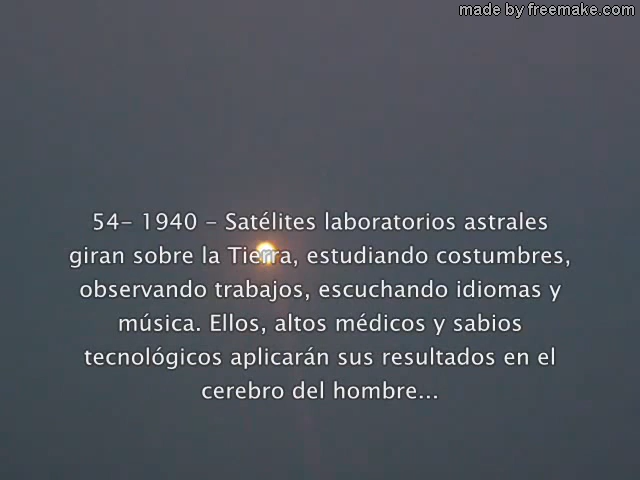 made by freemake.com
54- 1940 - Satélites laboratorios astrales
giran sobre la Tierra, estudiando costumbres,
observando trabajos, escuchando idiomas y
música. Ellos, altos médicos y sabios
tecnológicos aplicarán sus resultados en el
cerebro del hombre...